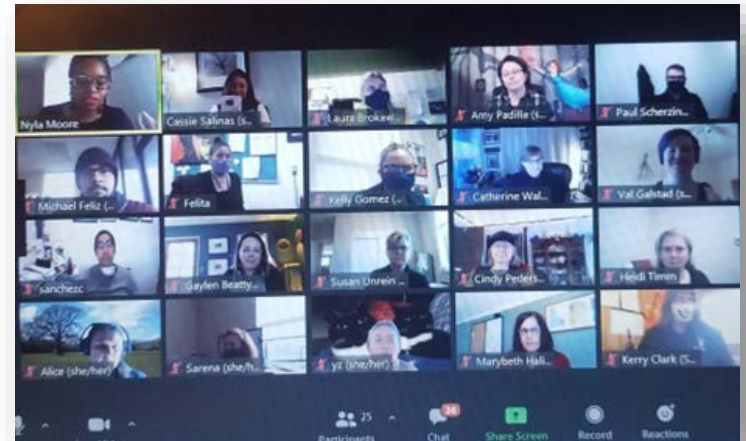 Nyla Moore
Cassie Salinas (s...
Laura Brokaw...
Amy Padille (s...
Paul Scherzin...
Michael Feliz (...
Felita
Kelly Gomez (...
Catherine Wal...
Val Galstad (s...
sanchezc
Gaylen Beatty...
Susan Unrein ...
Cindy Peders...
Heidi Timm
Alice (she/her)
Sarena (she/h...
yz (she/her)
Marybeth Hali...
Kerry Clark (S...
25
Participants
Chat
Share Screen
Record
Reactions